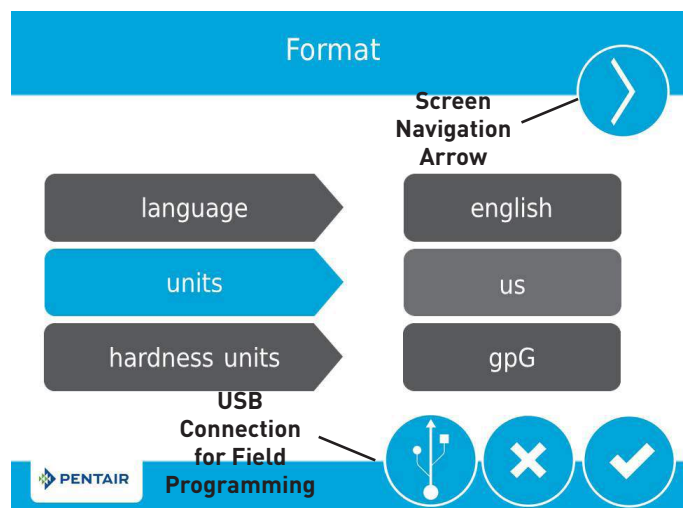 Format
Screen
Navigation
Arrow
language
english
units
us
hardness units
gpG
USB
Connection
for Field
Programming
PENTAIR